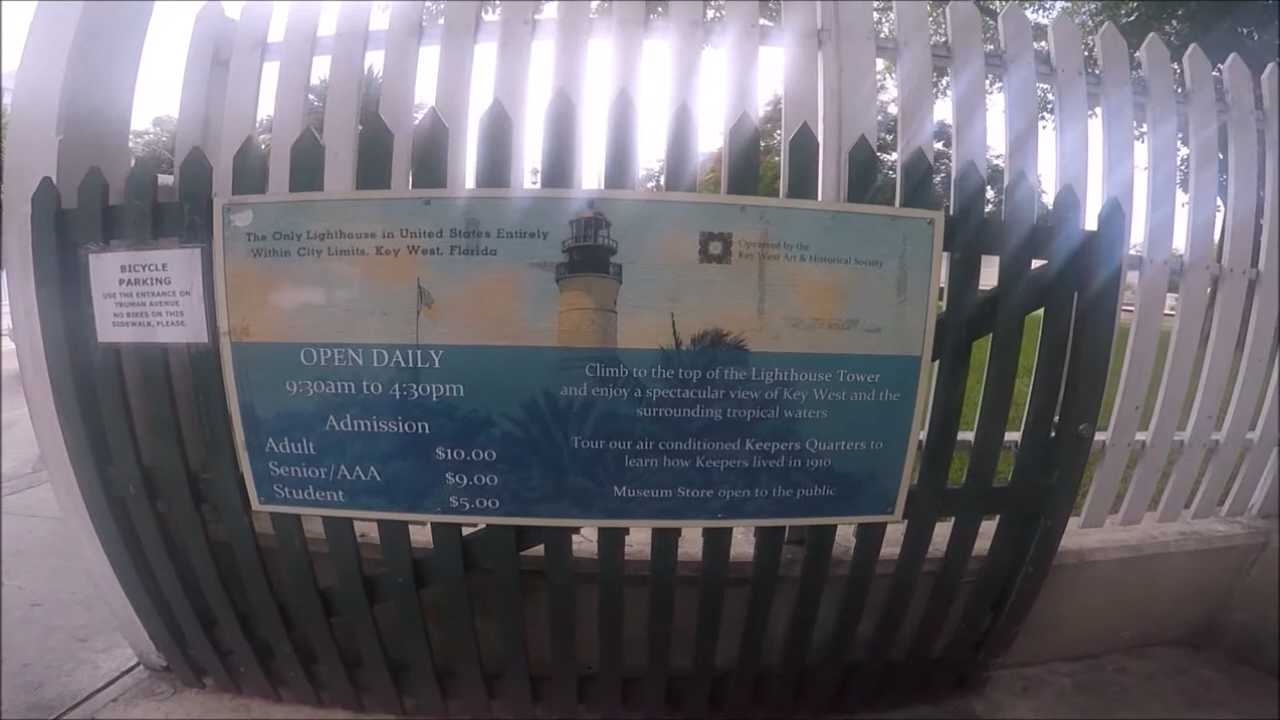 The Only Lighthouse in United States Entirely
Within City Limits, Key West, Florida
Operated by the
Key West Art & Historical Society
BICYCLE
PARKING
USE THE ENTRANCE ON
TRUMAN AVENUE
NO BIKES ON THIS
SIDEWALK, PLEASE.
OPEN DAILY
9:30am to 4:30pm
Admission
Adult $10.00
Senior/AAA $9.00
Student $5.00
Climb to the top of the Lighthouse Tower
and enjoy a spectacular view of Key West and the
surrounding tropical waters
Tour our air conditioned Keepers Quarters to
learn how Keepers lived in 1910
Museum Store open to the public